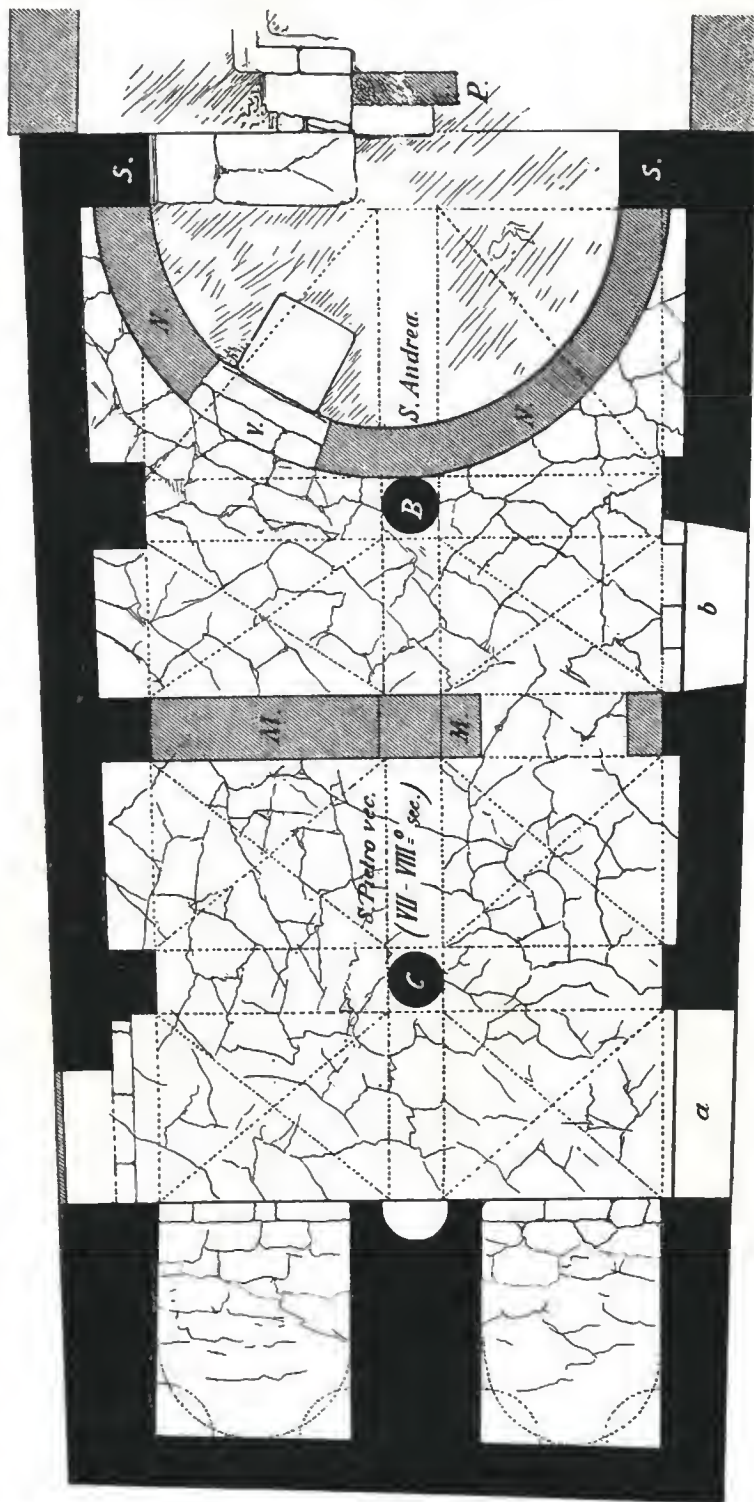 P.
S.
S.
N.
V.
S. Andrea.
N.
B
b
M.
M.
S. Pietro vec.
(VII - VIII=º sec.)
C
a